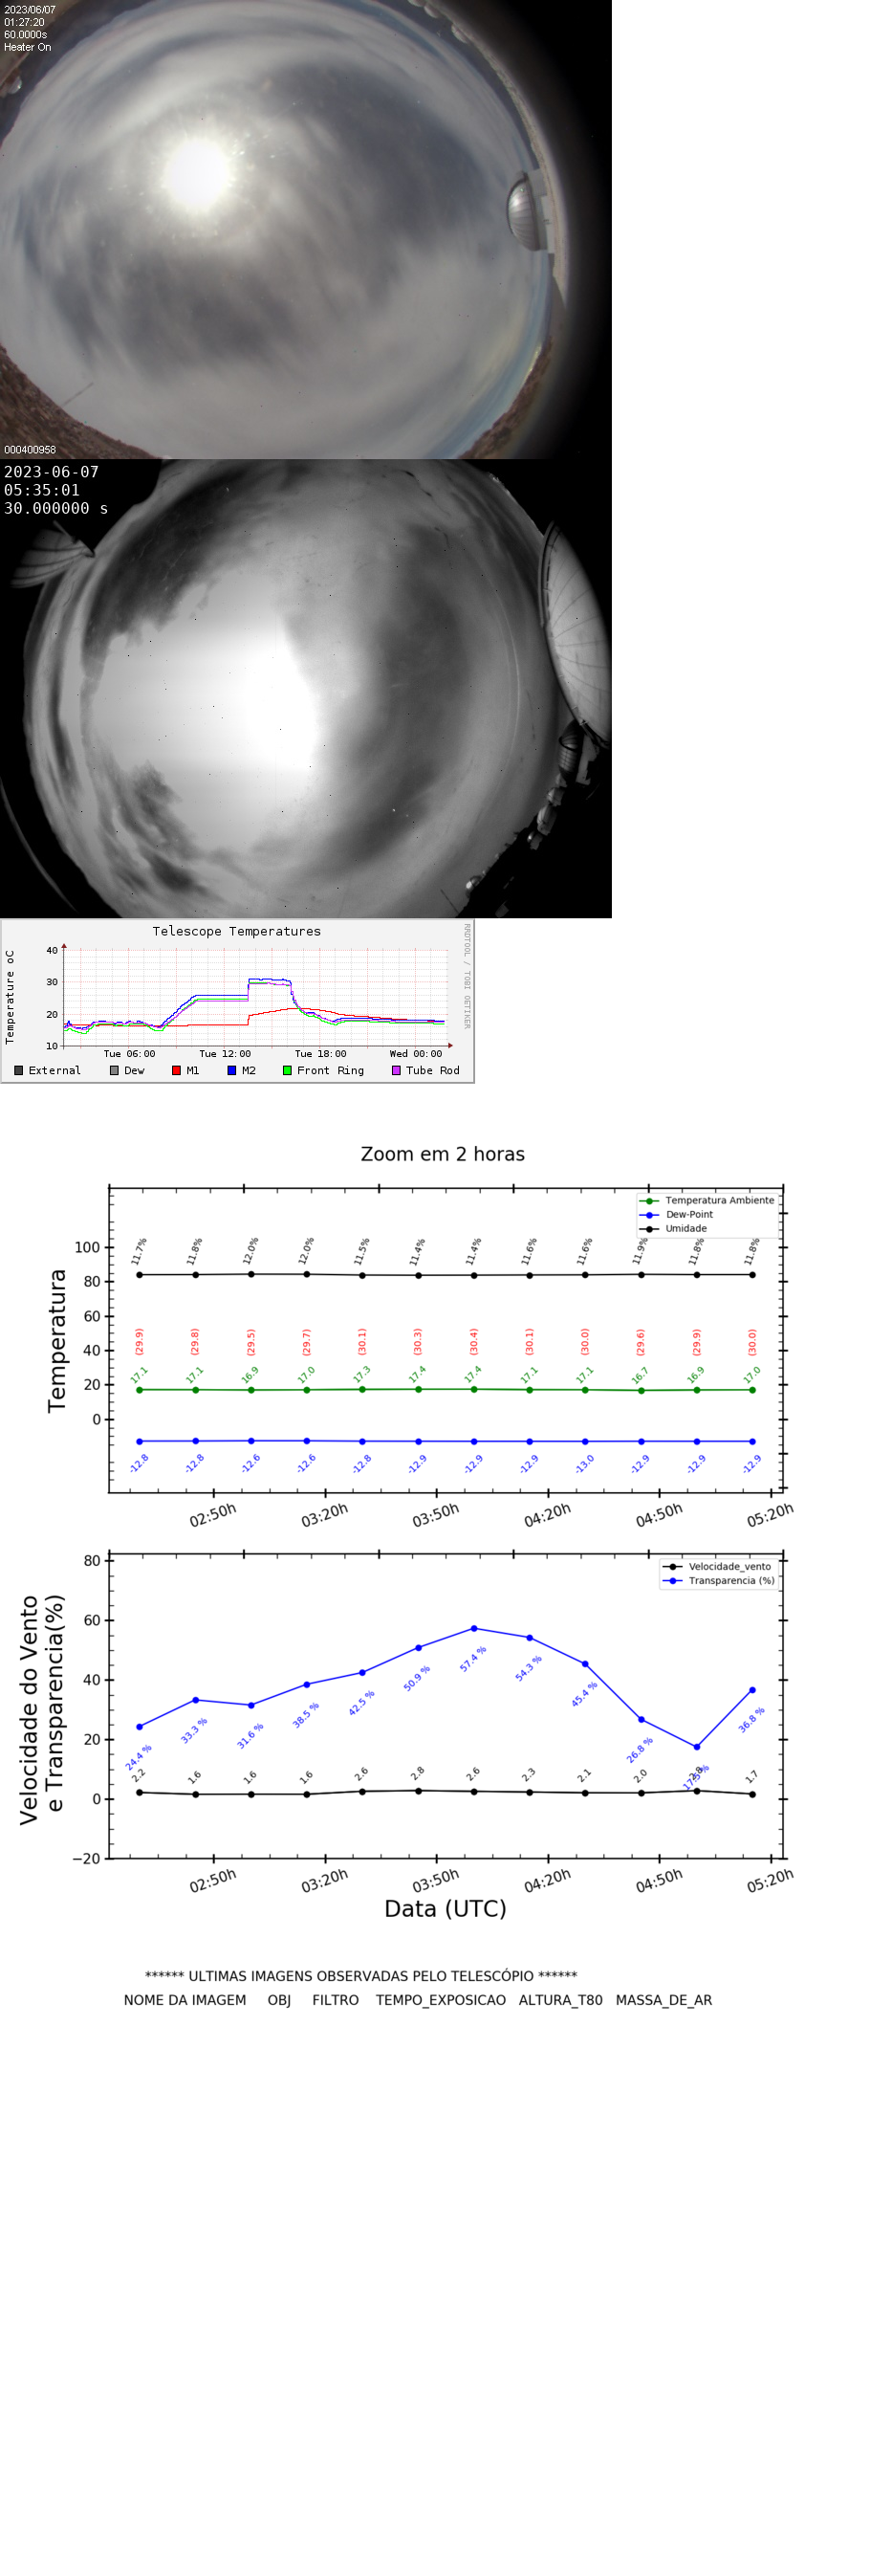 2023/06/07
01:27:20
60.0000s
Heater On
000400958
2023-06-07
05:35:01
30.000000 s
Telescope Temperatures
Temperature oC
40
30
20
10
Tue 06:00 Tue 12:00 Tue 18:00 Wed 00:00
External Dew M1 M2 Front Ring Tube Rod
RRDTOOL / TOBI OETIKER
Zoom em 2 horas
Temperatura
100
80
60
40
20
0
Temperatura Ambiente
Dew-Point
Umidade
11.7% 11.8% 12.0% 12.0% 11.5% 11.4% 11.4% 11.6% 11.6% 11.9% 11.8% 11.8%
(29.9) (29.8) (29.5) (29.7) (30.1) (30.3) (30.4) (30.1) (30.0) (29.6) (29.9) (30.0)
17.1 17.1 16.9 17.0 17.3 17.4 17.4 17.1 17.1 16.7 16.9 17.0
-12.8 -12.8 -12.6 -12.6 -12.8 -12.9 -12.9 -12.9 -13.0 -12.9 -12.9 -12.9
02:50h 03:20h 03:50h 04:20h 04:50h 05:20h
Velocidade do Vento
e Transparencia(%)
80
60
40
20
0
−20
Velocidade_vento
Transparencia (%)
24.4 % 33.3 % 31.6 % 38.5 % 42.5 % 50.9 % 57.4 % 54.3 % 45.4 % 26.8 % 17.5 % 36.8 %
2.2 1.6 1.6 1.6 2.6 2.8 2.6 2.3 2.1 2.0 2.8 1.7
02:50h 03:20h 03:50h 04:20h 04:50h 05:20h
Data (UTC)
****** ULTIMAS IMAGENS OBSERVADAS PELO TELESCÓPIO ******
NOME DA IMAGEM OBJ FILTRO TEMPO_EXPOSICAO ALTURA_T80 MASSA_DE_AR